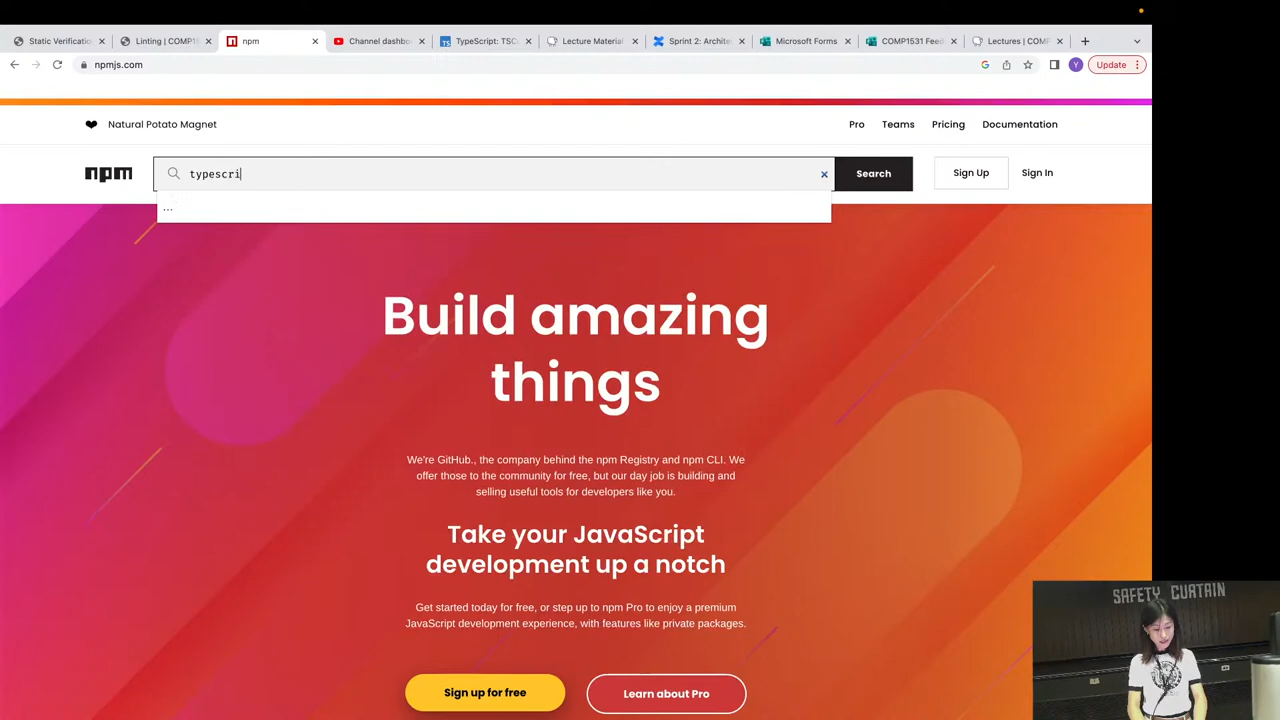 Static Verification
Linting | COMP15
npm
Channel dashboa
TypeScript: TSC
Lecture Material
Sprint 2: Archite
Microsoft Forms
COMP1531 Feed
Lectures | COMP
npmjs.com
Y
Update
Natural Potato Magnet
Pro
Teams
Pricing
Documentation
npm
typescri
Search
Sign Up
Sign In
...
Build amazing
things
We're GitHub., the company behind the npm Registry and npm CLI. We
offer those to the community for free, but our day job is building and
selling useful tools for developers like you.
Take your JavaScript
development up a notch
Get started today for free, or step up to npm Pro to enjoy a premium
JavaScript development experience, with features like private packages.
Sign up for free
Learn about Pro
SAFETY CURTAIN